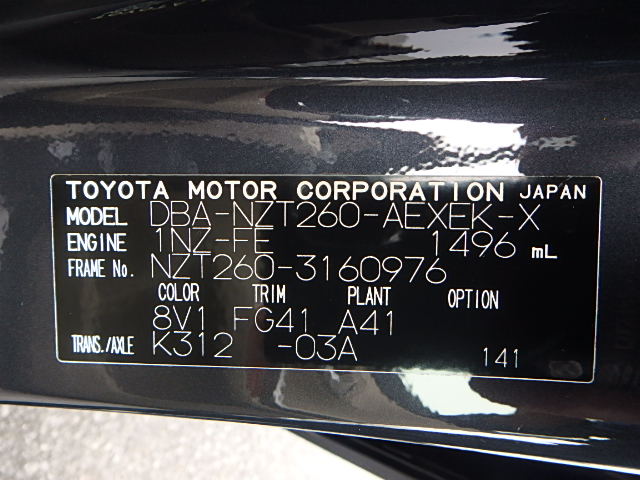 TOYOTA MOTOR CORPORATION JAPAN
MODEL DBA-NZT260-AEXEK-X
ENGINE 1NZ-FE 1496 mL
FRAME No. NZT260-3160976
COLOR TRIM PLANT OPTION
8V1 FG41 A41
TRANS./AXLE K312 -03A 141